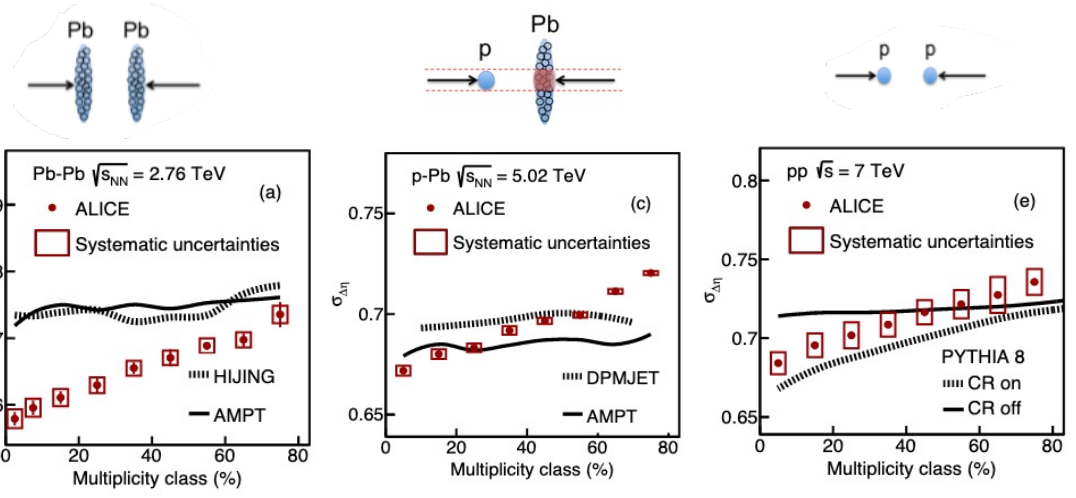 Pb Pb
Pb
p
p p
Pb-Pb √sNN = 2.76 TeV
(a)
ALICE
Systematic uncertainties
HIJING
AMPT
0 20 40 60 80
Multiplicity class (%)
p-Pb √sNN = 5.02 TeV
(c)
ALICE
Systematic uncertainties
0.75
0.7
0.65
σΔη
DPMJET
AMPT
0 20 40 60 80
Multiplicity class (%)
pp √s = 7 TeV
(e)
ALICE
Systematic uncertainties
0.8
0.75
0.7
0.65
σΔη
PYTHIA 8
CR on
CR off
0 20 40 60 80
Multiplicity class (%)